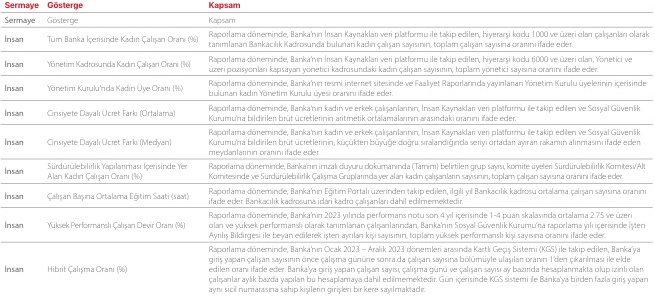 Sermaye Gösterge Kapsam
Sermaye Gösterge Kapsam
İnsan Tüm Banka İçerisinde Kadın Çalışan Oranı (%) Raporlama döneminde, Banka'nın İnsan Kaynakları veri platformu ile takip edilen, hiyerarşi kodu 1000 ve üzeri olan çalışanları olarak
tanımlanan Bankacılık Kadrosunda bulunan kadın çalışan sayısının, toplam çalışan sayısına oranını ifade eder.
İnsan Yönetim Kadrosunda Kadın Çalışan Oranı (%) Raporlama döneminde, Banka'nın İnsan Kaynakları veri platformu ile takip edilen, hiyerarşi kodu 6000 ve üzeri olan, Yönetici ve
üzeri pozisyonları kapsayan yönetici kadrosundaki kadın çalışan sayısının, toplam yönetici sayısına oranını ifade eder.
İnsan Yönetim Kurulu'nda Kadın Üye Oranı (%) Raporlama döneminde, Banka'nın resmi internet sitesinde ve Faaliyet Raporlarında yayınlanan Yönetim Kurulu üyelerinin içerisinde
bulunan kadın Yönetim Kurulu üyesi oranını ifade eder.
İnsan Cinsiyete Dayalı Ücret Farkı (Ortalama) Raporlama döneminde, Banka'nın kadın ve erkek çalışanlarının, İnsan Kaynakları veri platformu ile takip edilen ve Sosyal Güvenlik
Kurumu'na bildirilen brüt ücretlerinin aritmetik ortalamalarının arasındaki oranını ifade eder.
İnsan Cinsiyete Dayalı Ücret Farkı (Medyan) Raporlama döneminde, Banka'nın kadın ve erkek çalışanlarının, İnsan Kaynakları veri platformu ile takip edilen ve Sosyal Güvenlik
Kurumu'na bildirilen brüt ücretlerinin, küçükten büyüğe doğru sıralandığında seriyi ortadan ayıran rakamın alınmasını ifade eden
meydanlarının oranını ifade eder.
İnsan Sürdürülebilirlik Yapılanması İçerisinde Yer
Alan Kadın Çalışan Oranı (%) Raporlama döneminde, Banka'nın imzalı duyuru dokümanında (Tamim) belirtilen grup sayısı, komite üyeleri Sürdürülebilirlik Komitesi/Alt
Komitesinde ve Sürdürülebilirlik Çalışma Gruplarında yer alan kadın çalışanların sayısının, toplam çalışan sayısına oranını ifade eder.
İnsan Çalışan Başına Ortalama Eğitim Saati (saat) Raporlama döneminde, Banka'nın Eğitim Portalı üzerinden takip edilen, ilgili yıl Bankacılık kadrosu ortalama çalışan sayısına oranını
ifade eder. Bankacılık kadrosuna idari kadro çalışanları dahil edilmemektedir.
İnsan Yüksek Performanslı Çalışan Devir Oranı (%) Raporlama döneminde, Banka'nın 2023 yılında performans notu son 4 yıl içerisinde 1-4 puan skalasında ortalama 2.75 ve üzeri
olan ve yüksek performanslı olarak tanımlanan çalışanlarından, Banka'nın Sosyal Güvenlik Kurumu'na raporlama yılı içerisinde İşten
Ayrılış Bildirgesi ile beyan edilerek işten ayrılan kişi sayısının, toplam yüksek performanslı kişi sayısına oranını ifade eder.
İnsan Hibrit Çalışma Oranı (%) Raporlama döneminde, Banka'nın Ocak 2023 – Aralık 2023 dönemleri arasında Kartlı Geçiş Sistemi (KGS) ile takip edilen, Banka'ya
giriş yapan çalışan sayısının önce çalışma gününe sonra da çalışan sayısına bölümüyle ulaşılan oranın 1'den çıkarılması ile elde
edilen oranı ifade eder. Banka'ya giriş yapan çalışan sayısı, çalışma günü ve çalışan sayısı ay bazında hesaplanmakta olup izinli olan
çalışanlar aylık bazda yapılan bu hesaplamaya dahil edilmemektedir. Gün içerisinde KGS sistemi ile Banka'ya birden fazla giriş yapan
aynı sicil numarasına sahip kişilerin girişleri bir kere sayılmaktadır.